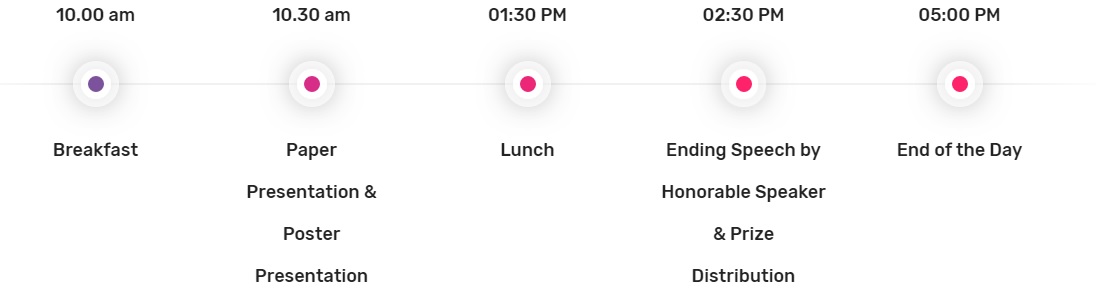 10.00 am
10.30 am
01:30 PM
02:30 PM
05:00 PM
Breakfast
Paper
Presentation &
Poster
Presentation
Lunch
Ending Speech by
Honorable Speaker
& Prize
Distribution
End of the Day